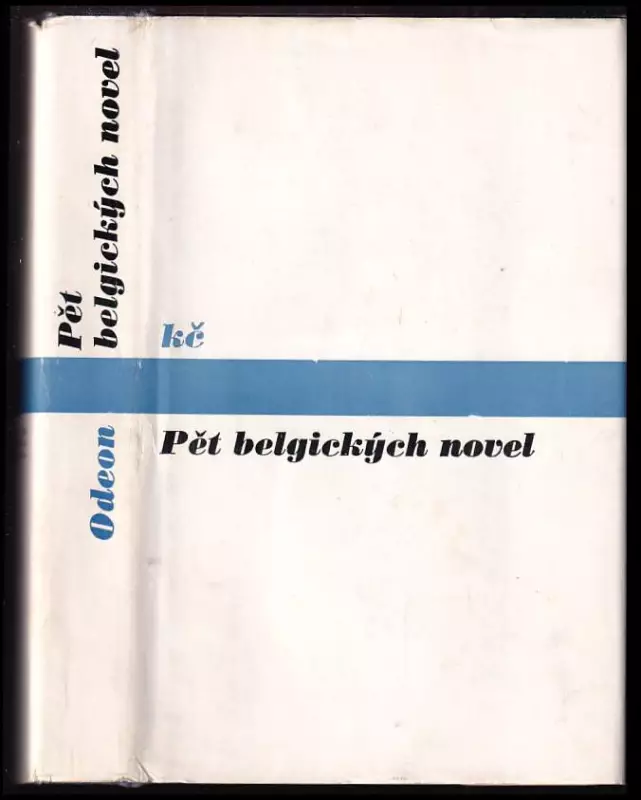 Pět
belgických novel
Odeon
kč
Pět belgických novel